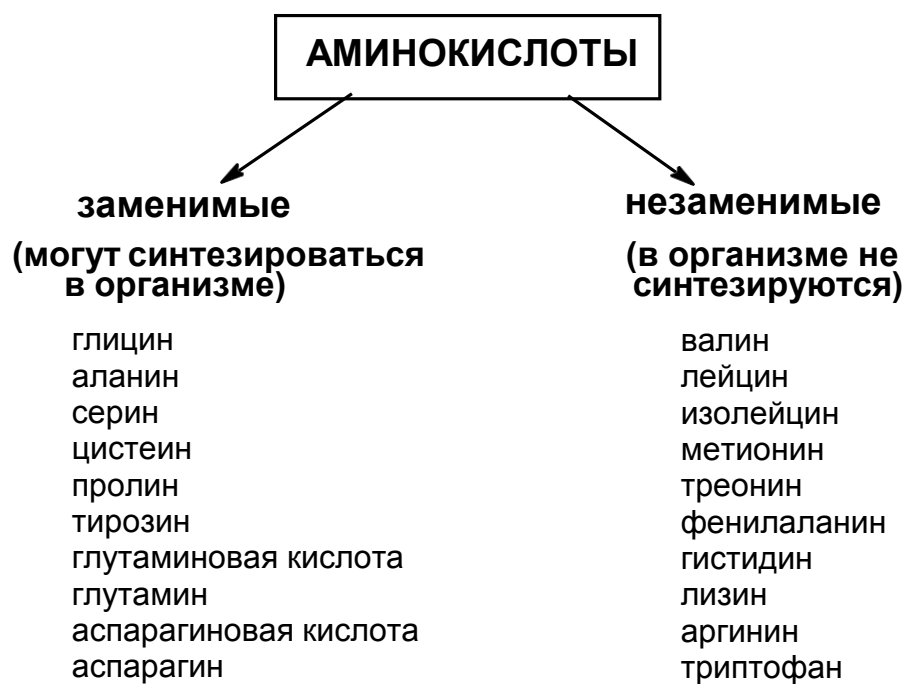 АМИНОКИСЛОТЫ
заменимые
(могут синтезироваться
в организме)
глицин
аланин
серин
цистеин
пролин
тирозин
глутаминовая кислота
глутамин
аспарагиновая кислота
аспарагин
незаменимые
(в организме не
синтезируются)
валин
лейцин
изолейцин
метионин
треонин
фенилаланин
гистидин
лизин
аргинин
триптофан